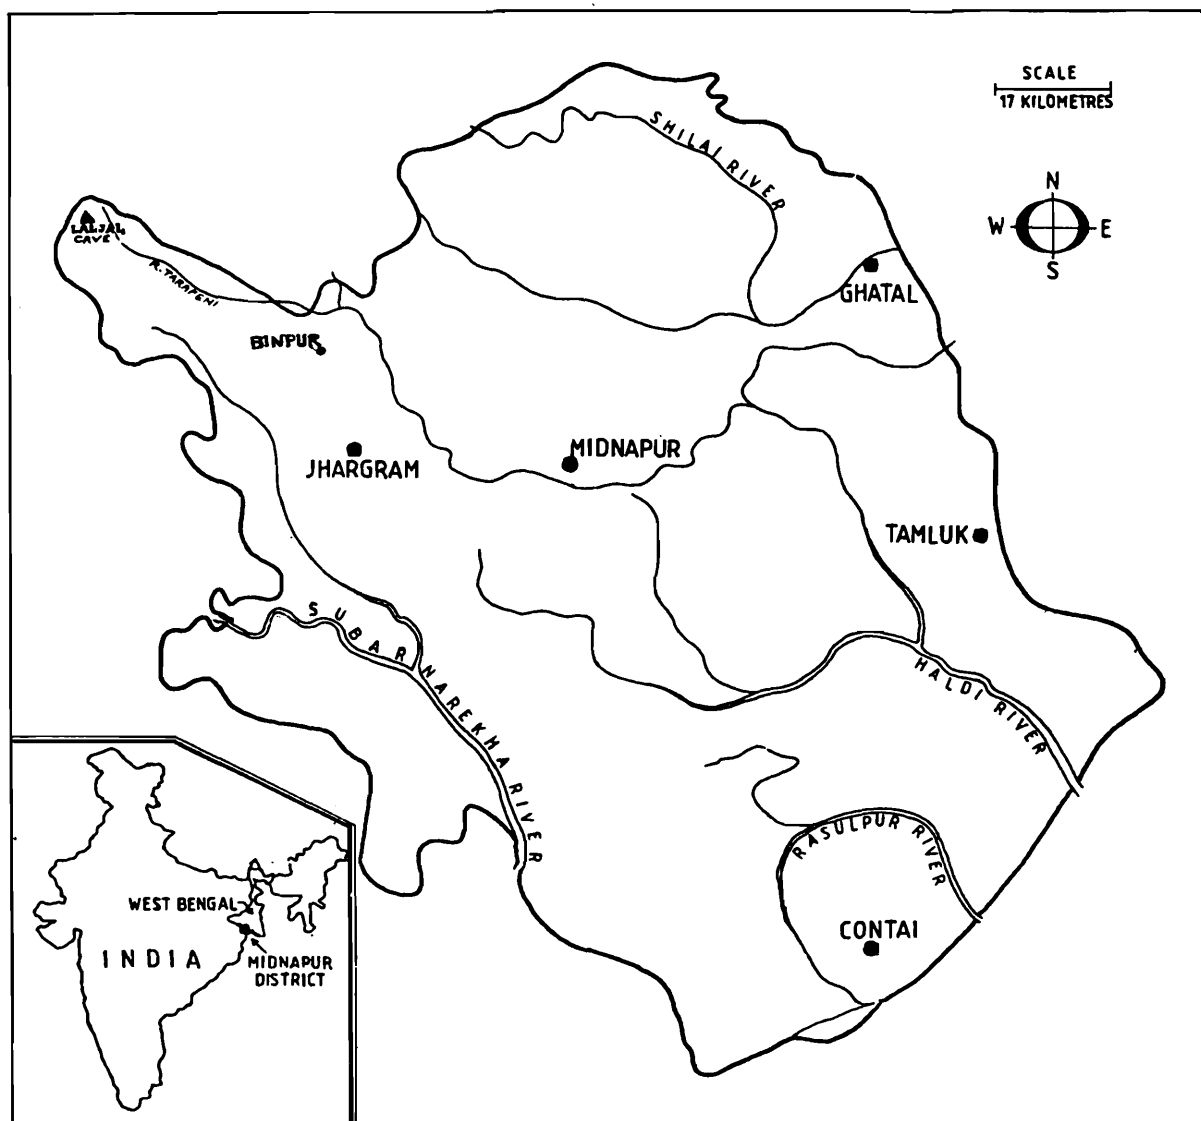 SCALE
17 KILOMETRES
N
W E
S
SHILAI RIVER
LALJAL
CAVE
R. TARAFENI
GHATAL
BINPUR
MIDNAPUR
JHARGRAM
TAMLUK
SUBARNAREKHA RIVER
HALDI RIVER
RASULPUR RIVER
CONTAI
WEST BENGAL
INDIA
MIDNAPUR
DISTRICT